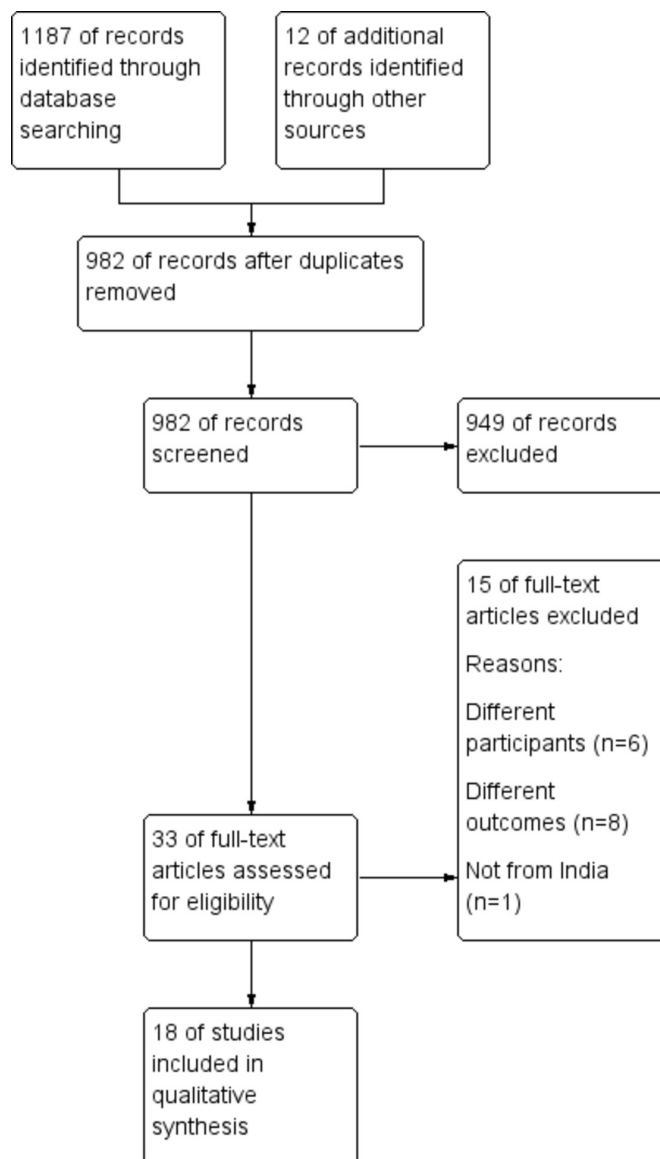 1187 of records
identified through
database
searching
12 of additional
records identified
through other
sources
982 of records after duplicates
removed
982 of records
screened
949 of records
excluded
15 of full-text
articles excluded
Reasons:
Different
participants (n=6)
Different
outcomes (n=8)
Not from India
(n=1)
33 of full-text
articles assessed
for eligibility
18 of studies
included in
qualitative
synthesis